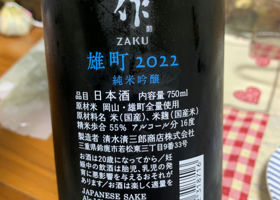 作
ZAKU
雄町 2022
純米吟醸
品目 日本酒 内容量 750ml
原料米 岡山・雄町全量使用
原材料名 米(国産)、米麹(国産米)
精米歩合 55% アルコール分 16度
製造者 清水清三郎商店株式会社
三重県鈴鹿市若松東三丁目9番33号
お酒は20歳になってから/妊
娠中の飲酒は胎児、乳児の発
育に悪影響を与えるおそれが
あります/お酒は楽しく適量を
JAPANESE SAKE